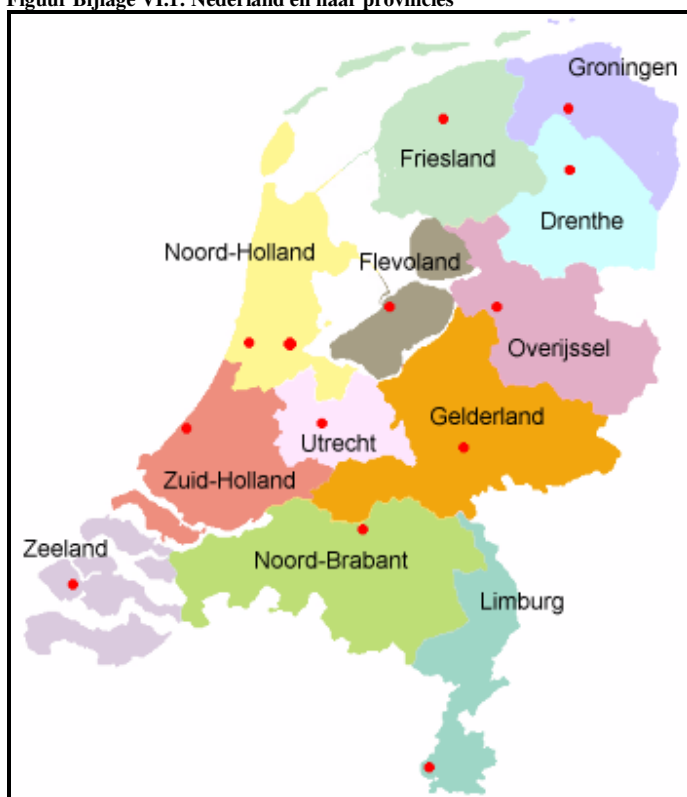 Figuur Bijlage VI.1: Nederland en haar provincies
Groningen
Friesland
Drenthe
Noord-Holland
Flevoland
Overijssel
Gelderland
Utrecht
Zuid-Holland
Zeeland
Noord-Brabant
Limburg